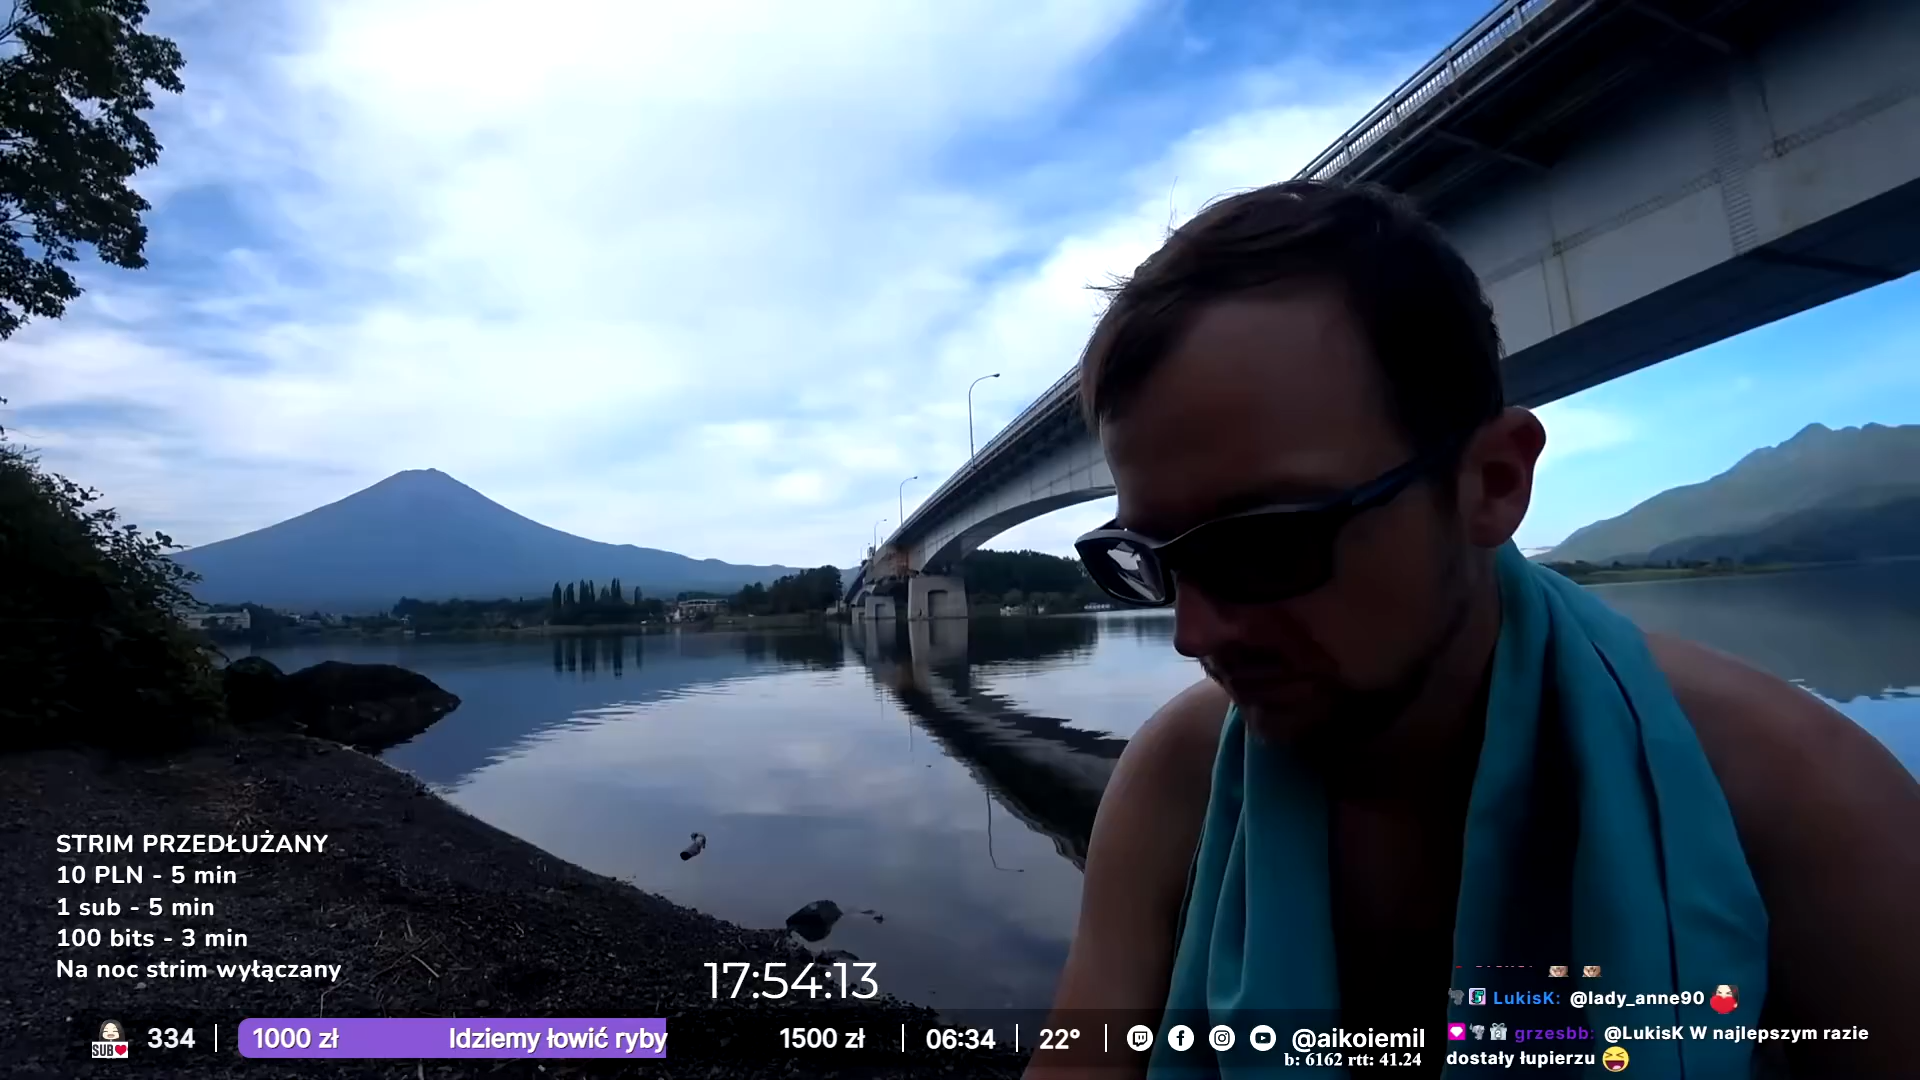 STRIM PRZEDŁUŻANY
10 PLN - 5 min
1 sub - 5 min
100 bits - 3 min
Na noc strim wyłączany
17:54:13
SUB
334
1000 zł
Idziemy łowić ryby
1500 zł
06:34
22°
@aikoiemil
b: 6162 rtt: 41.24
LukisK: @lady_anne90
grzesbb: @LukisK W najlepszym razie
dostały łupierzu